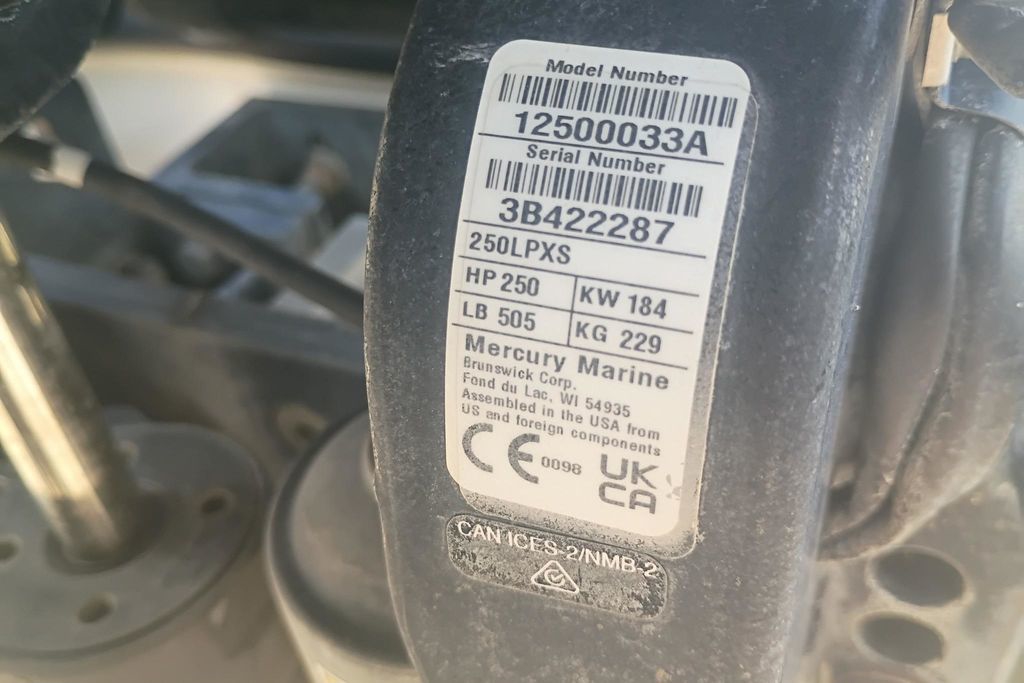 Model Number
12500033A
Serial Number
3B422287
250LPXS
HP 250 KW 184
LB 505 KG 229
Mercury Marine
Brunswick Corp.
Fond du Lac, WI 54935
Assembled in the USA from
US and foreign components
CE 0098 UK
CA
CAN ICES-2/NMB-2